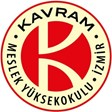 KAVRAM
MESLEK YÜKSEKOKULU • İZMİR
K